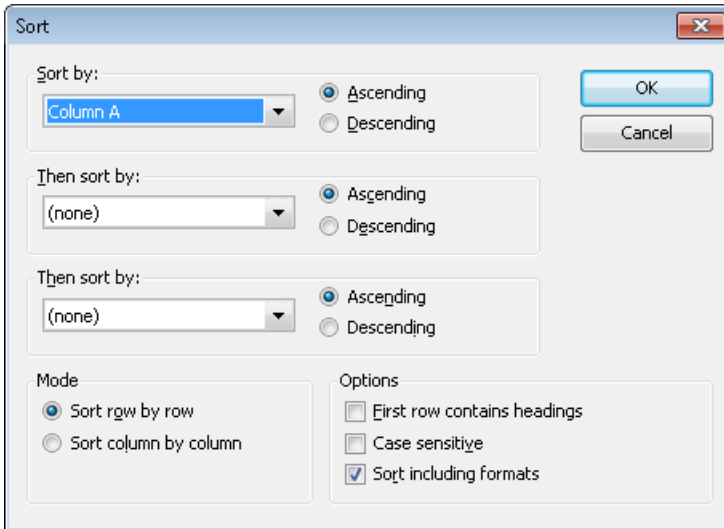 Sort
Sort by:
Column A
Ascending
Descending
OK
Cancel
Then sort by:
(none)
Ascending
Descending
Then sort by:
(none)
Ascending
Descending
Mode
Sort row by row
Sort column by column
Options
First row contains headings
Case sensitive
Sort including formats